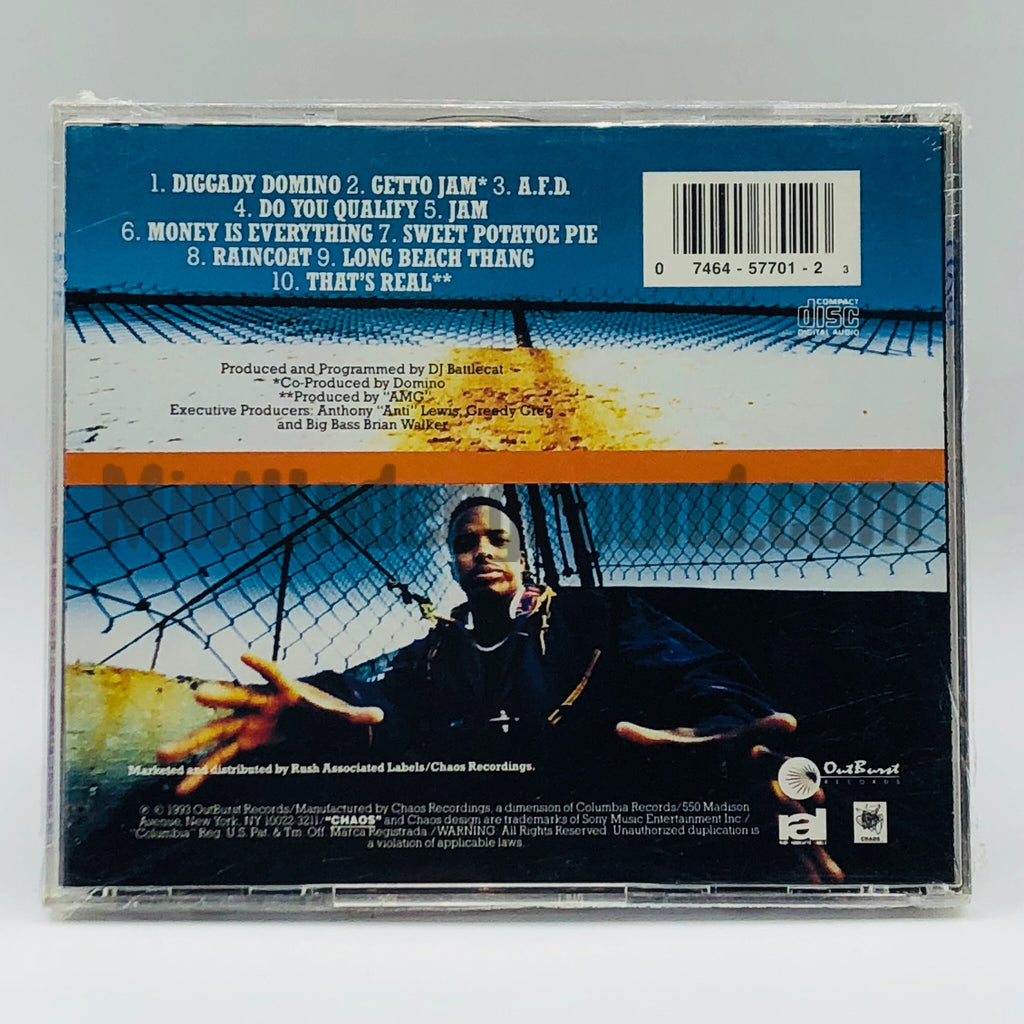 1. DIGGADY DOMINO 2. GETTO JAM* 3. A.F.D.
4. DO YOU QUALIFY 5. JAM
6. MONEY IS EVERYTHING 7. SWEET POTATOE PIE
8. RAINCOAT 9. LONG BEACH THANG
10. THAT'S REAL**
0 7464 - 57701 - 2 3
COMPACT
disc
DIGITAL AUDIO
Produced and Programmed by DJ Battlecat
*Co-Produced by Domino
**Produced by "AMG"
Executive Producers: Anthony "Anti" Lewis, Greedy Greg
and Big Bass Brian Walker
Marketed and distributed by Rush Associated Labels/Chaos Recordings.
OutBurst
RECORDS
℗ © 1993 OutBurst Records/Manufactured by Chaos Recordings, a dimension of Columbia Records/550 Madison
Avenue, New York, NY 10022-3211/"CHAOS" and Chaos design are trademarks of Sony Music Entertainment Inc./
"Columbia" Reg. U.S. Pat. & Tm. Off. Marca Registrada./WARNING: All Rights Reserved. Unauthorized duplication is
a violation of applicable laws.
ral
CHAOS